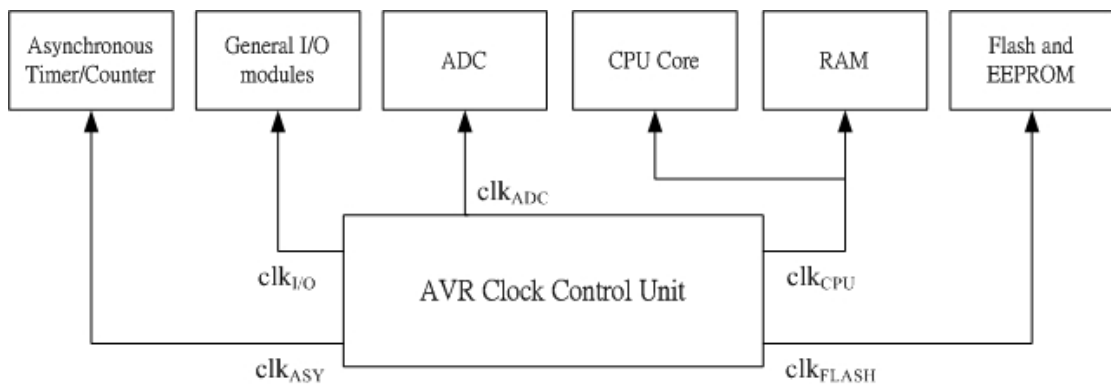 Asynchronous
Timer/Counter
General I/O
modules
ADC
CPU Core
RAM
Flash and
EEPROM
clkADC
clkI/O
AVR Clock Control Unit
clkCPU
clkASY
clkFLASH